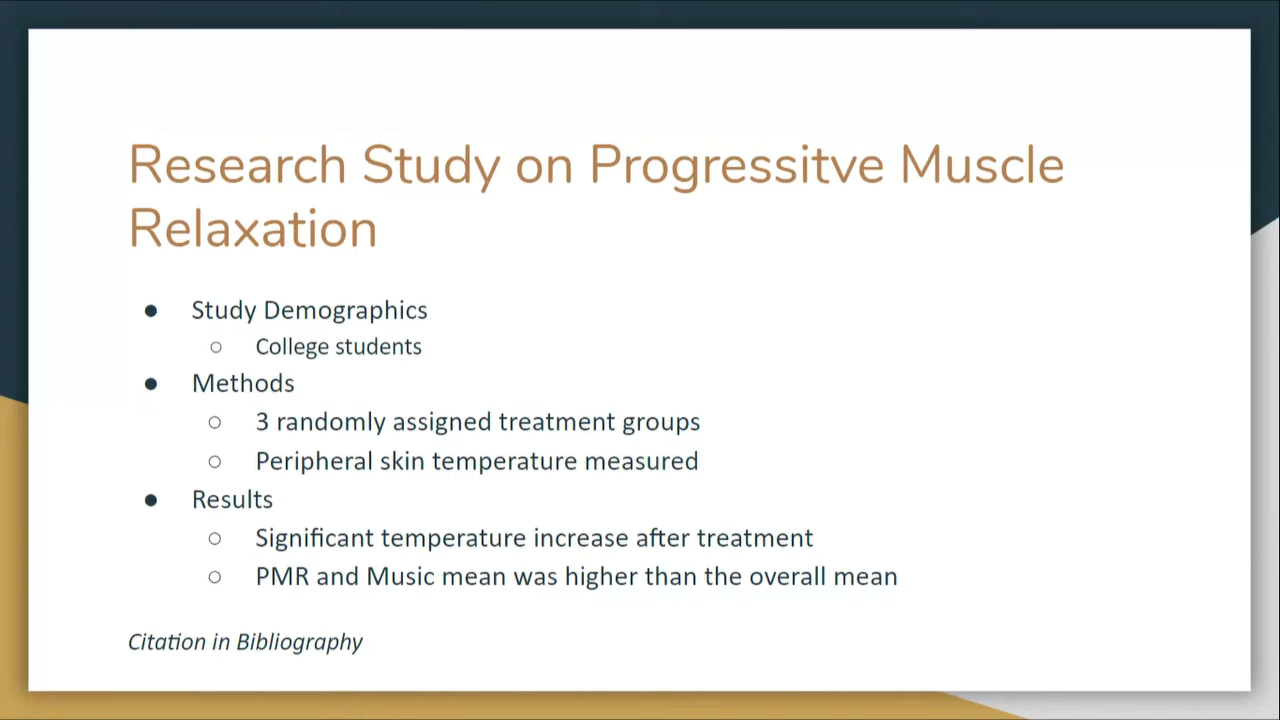 Research Study on Progressitve Muscle
Relaxation
● Study Demographics
○ College students
● Methods
○ 3 randomly assigned treatment groups
○ Peripheral skin temperature measured
● Results
○ Significant temperature increase after treatment
○ PMR and Music mean was higher than the overall mean
Citation in Bibliography